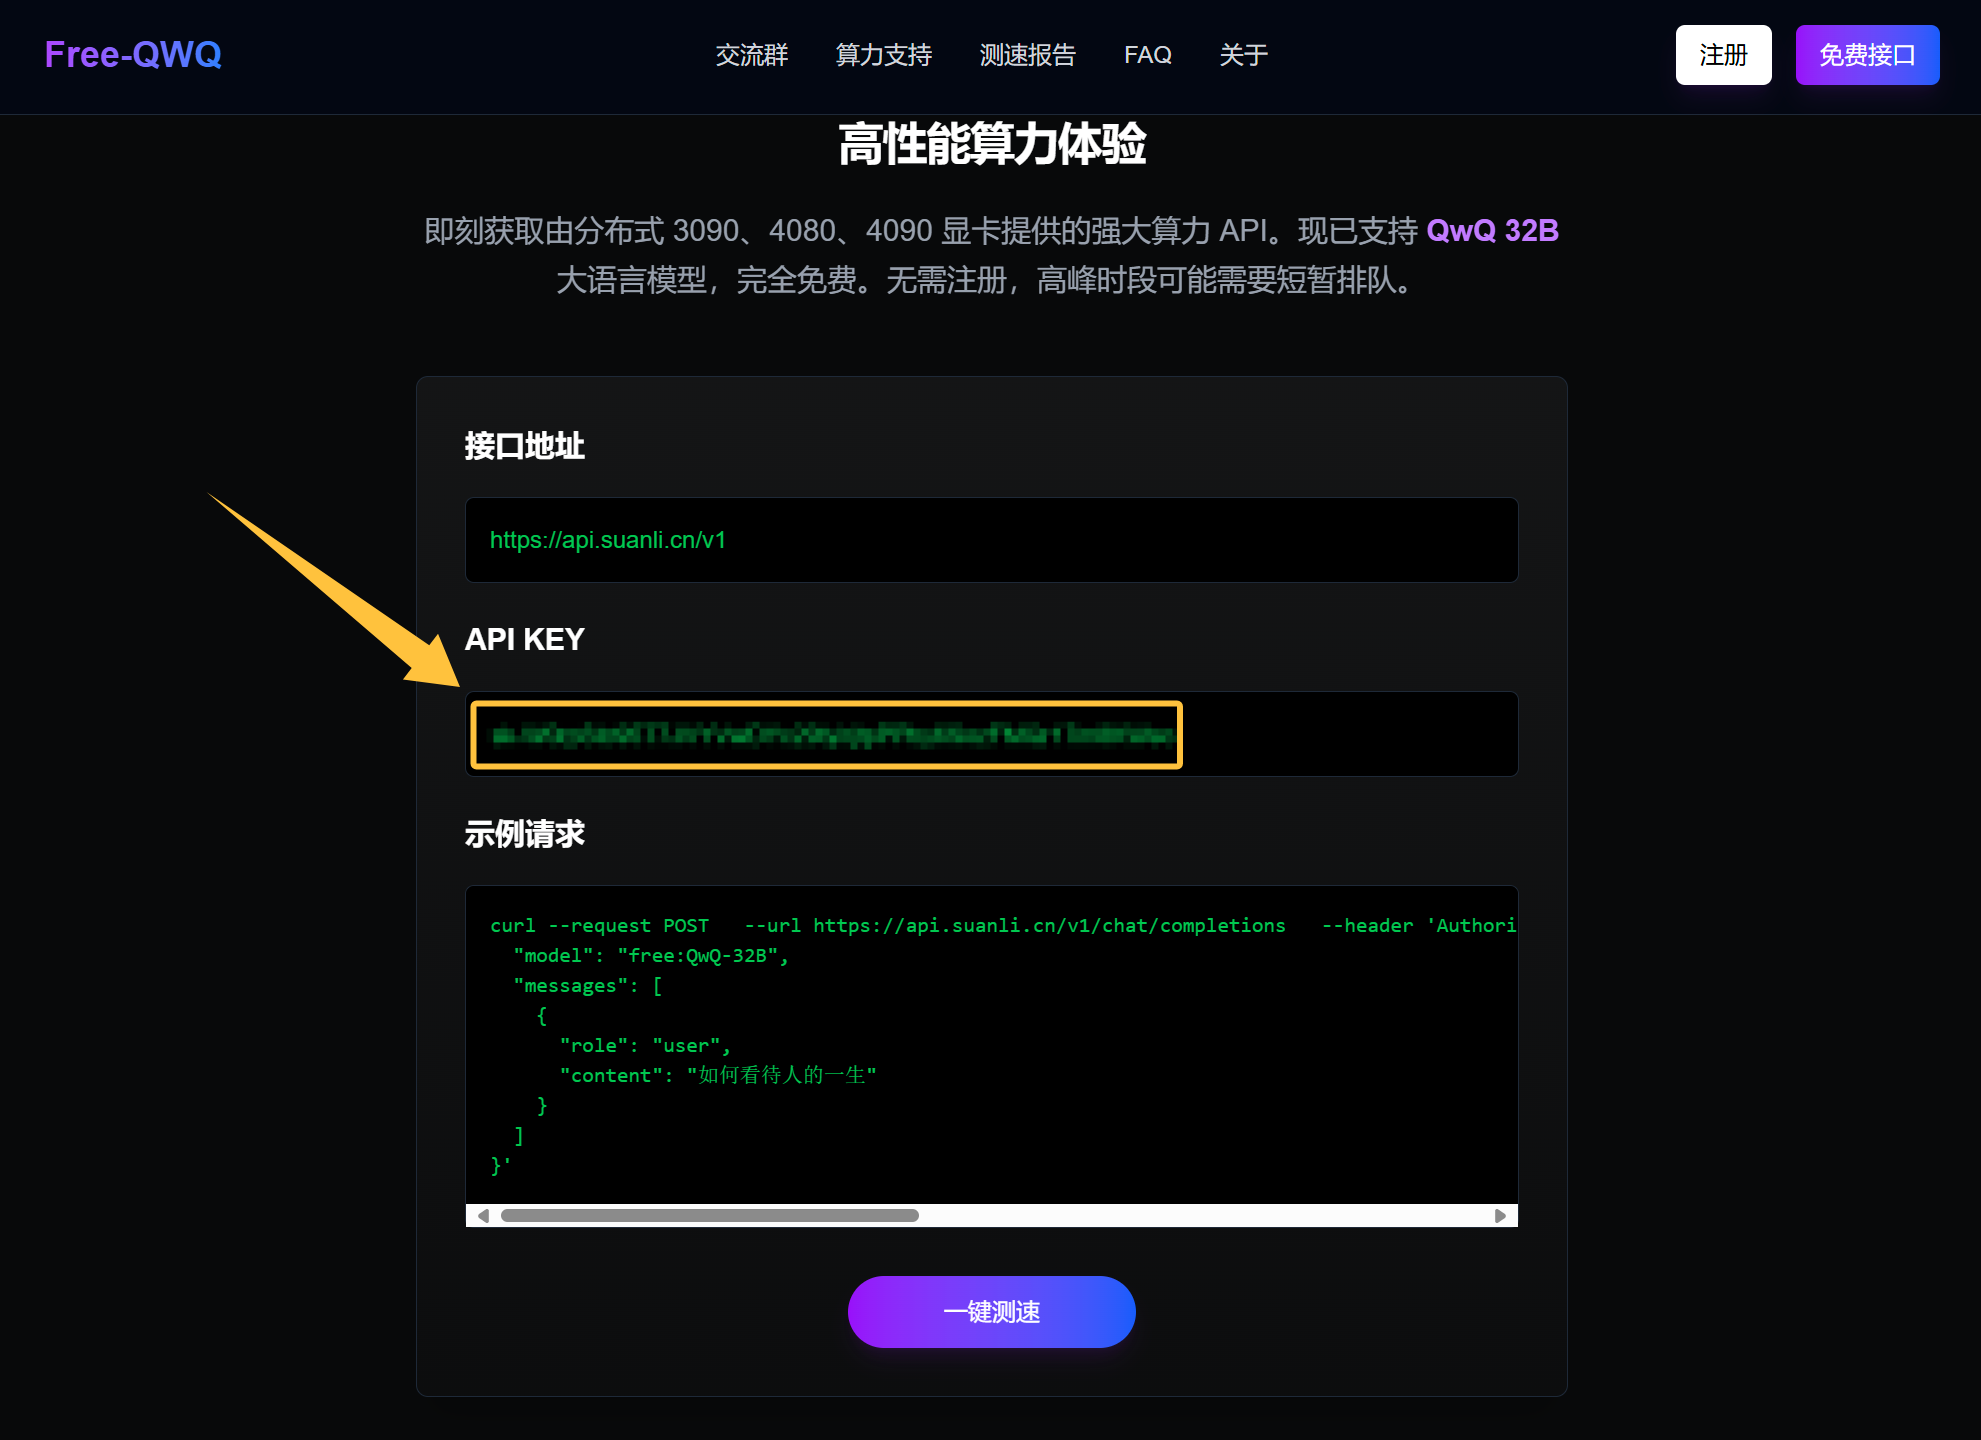 Free-QWQ
交流群 算力支持 测速报告 FAQ 关于
注册 免费接口
高性能算力体验
即刻获取由分布式 3090、4080、4090 显卡提供的强大算力 API。现已支持 QwQ 32B
大语言模型，完全免费。无需注册，高峰时段可能需要短暂排队。
接口地址
https://api.suanli.cn/v1
API KEY
示例请求
curl --request POST   --url https://api.suanli.cn/v1/chat/completions   --header 'Authori
"model": "free:QwQ-32B",
"messages": [
{
"role": "user",
"content": "如何看待人的一生"
}
]
}'
一键测速